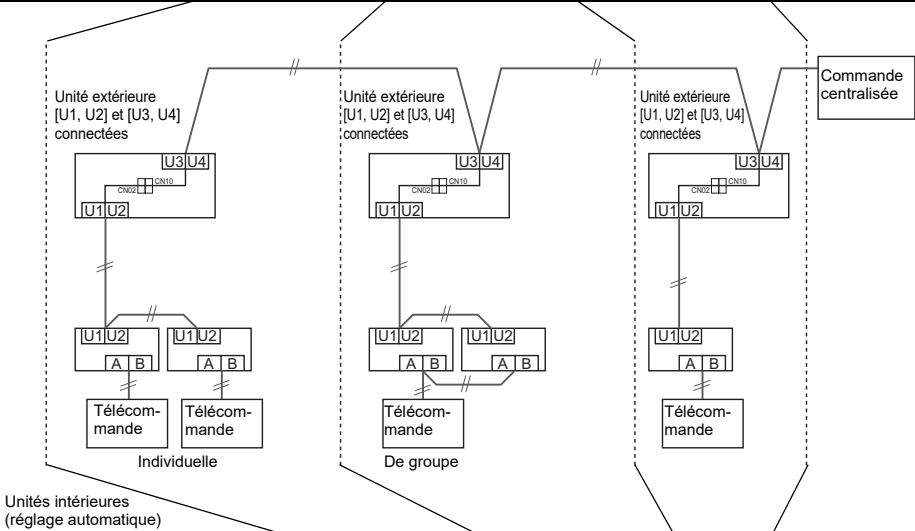 Commande
centralisée
Unité extérieure
[U1, U2] et [U3, U4]
connectées
Unité extérieure
[U1, U2] et [U3, U4]
connectées
Unité extérieure
[U1, U2] et [U3, U4]
connectées
U3 U4
U3 U4
U3 U4
CN02 CN10
CN02 CN10
CN02 CN10
U1 U2
U1 U2
U1 U2
U1 U2
U1 U2
U1 U2
U1 U2
U1 U2
A B
A B
A B
A B
A B
Télécom-
mande
Télécom-
mande
Télécom-
mande
Télécom-
mande
Individuelle
De groupe
Unités intérieures
(réglage automatique)